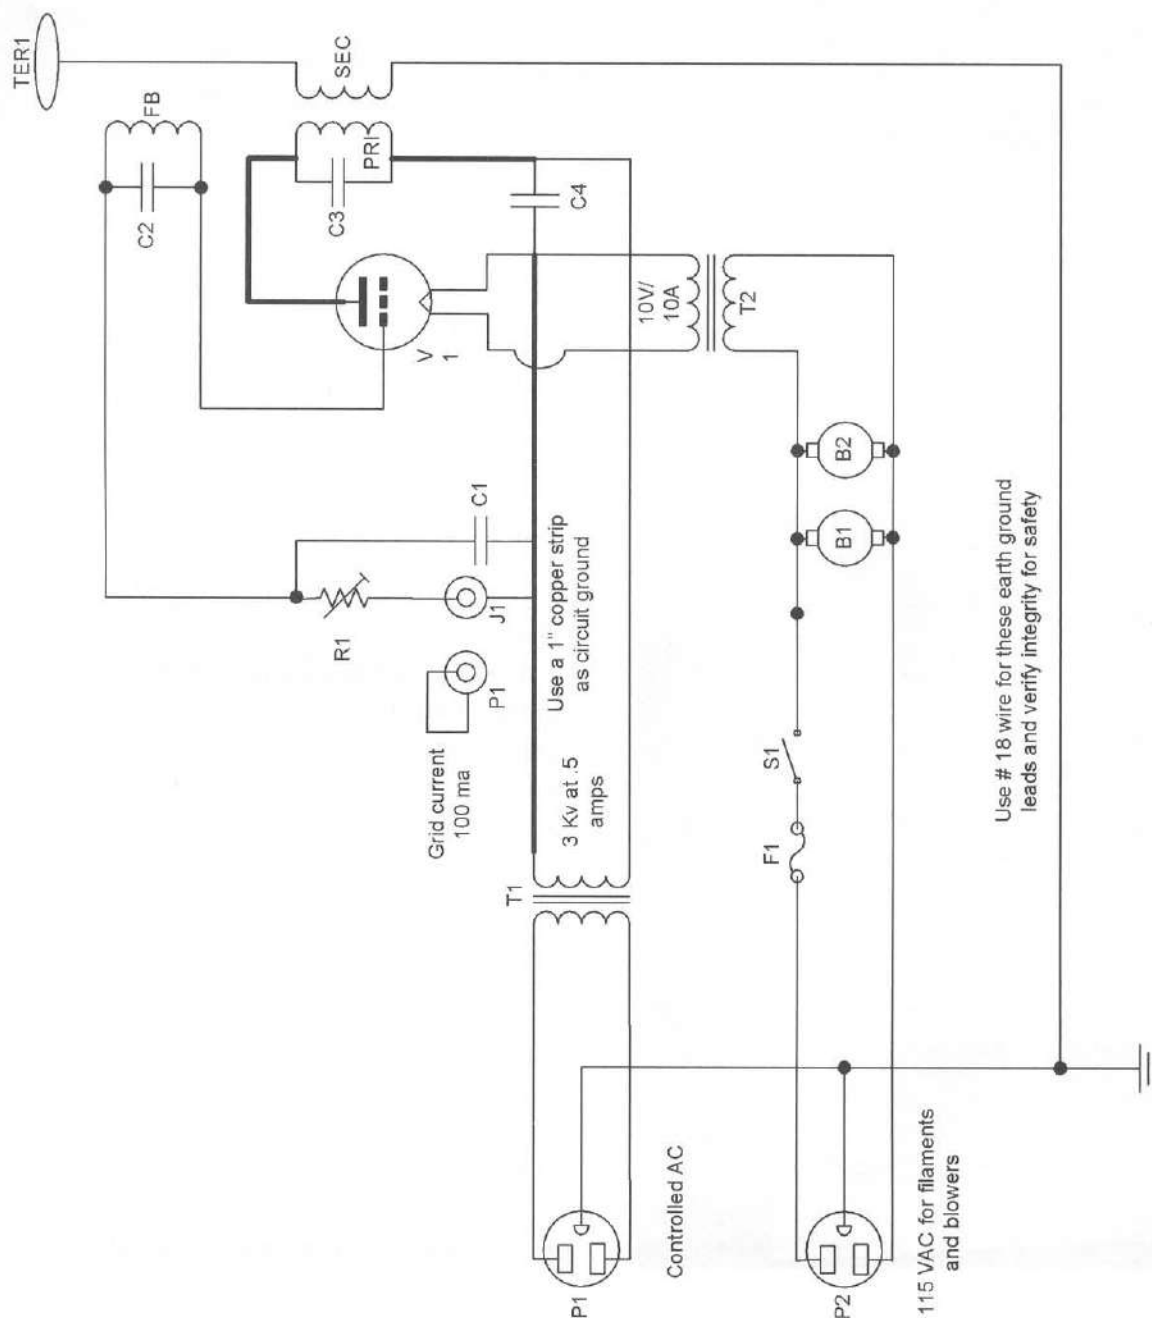 TER1
SEC
FB
PRI
C2
C3
C4
V
1
10V/
10A
T2
C1
R1
J1
P1
Use a 1" copper strip
as circuit ground
Grid current
100 ma
3 Kv at .5
amps
T1
B2
B1
S1
F1
Use # 18 wire for these earth ground
leads and verify integrity for safety
P1
Controlled AC
P2
115 VAC for filaments
and blowers